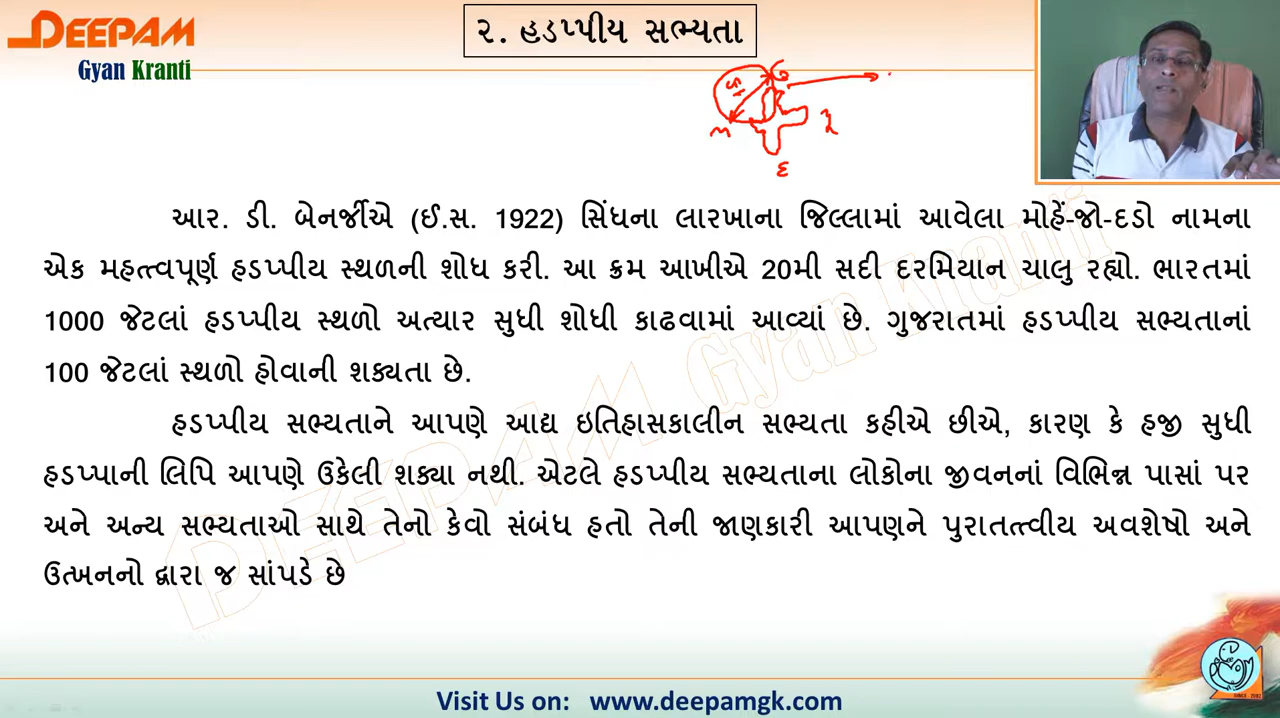 DEEPAM
Gyan Kranti
૨. હડપ્પીય સભ્યતા
આર. ડી. બેનર્જીએ (ઈ.સ. 1922) સિંધના લારખાના જિલ્લામાં આવેલા મોહેં-જો-દડો નામના
એક મહત્ત્વપૂર્ણ હડપ્પીય સ્થળની શોધ કરી. આ ક્રમ આખીએ 20મી સદી દરમિયાન ચાલુ રહ્યો. ભારતમાં
1000 જેટલાં હડપ્પીય સ્થળો અત્યાર સુધી શોધી કાઢવામાં આવ્યાં છે. ગુજરાતમાં હડપ્પીય સભ્યતાનાં
100 જેટલાં સ્થળો હોવાની શક્યતા છે.
હડપ્પીય સભ્યતાને આપણે આદ્ય ઇતિહાસકાલીન સભ્યતા કહીએ છીએ, કારણ કે હજી સુધી
હડપ્પાની લિપિ આપણે ઉકેલી શક્યા નથી. એટલે હડપ્પીય સભ્યતાના લોકોના જીવનનાં વિભિન્ન પાસાં પર
અને અન્ય સભ્યતાઓ સાથે તેનો કેવો સંબંધ હતો તેની જાણકારી આપણને પુરાતત્ત્વીય અવશેષો અને
ઉત્ખનનો દ્વારા જ સાંપડે છે
DEEPAM Gyan Kranti
Visit Us on: www.deepamgk.com